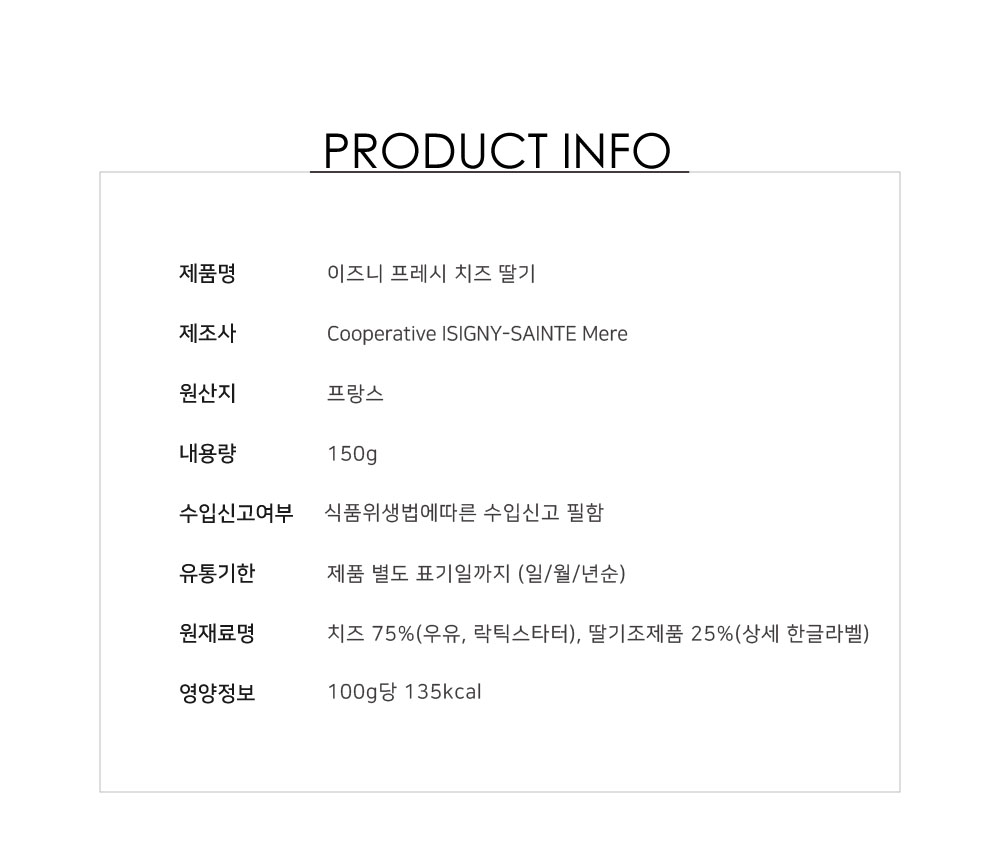 PRODUCT INFO
제품명 이즈니 프레시 치즈 딸기
제조사 Cooperative ISIGNY-SAINTE Mere
원산지 프랑스
내용량 150g
수입신고여부 식품위생법에따른 수입신고 필함
유통기한 제품 별도 표기일까지 (일/월/년순)
원재료명 치즈 75%(우유, 락틱스타터), 딸기조제품 25%(상세 한글라벨)
영양정보 100g당 135kcal